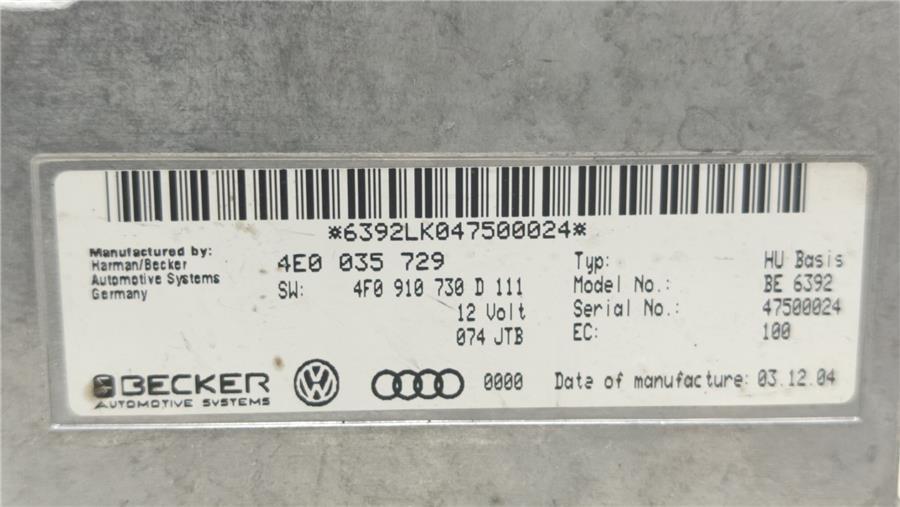 *6392LK047500024*
Manufactured by:
Harman/Becker
Automotive Systems
Germany
4E0 035 729
SW: 4F0 910 730 D 111
12 Volt
074 JTB
Typ: HU Basis
Model No.: BE 6392
Serial No.: 47500024
EC: 100
BECKER
AUTOMOTIVE SYSTEMS
0000
Date of manufacture: 03.12.04